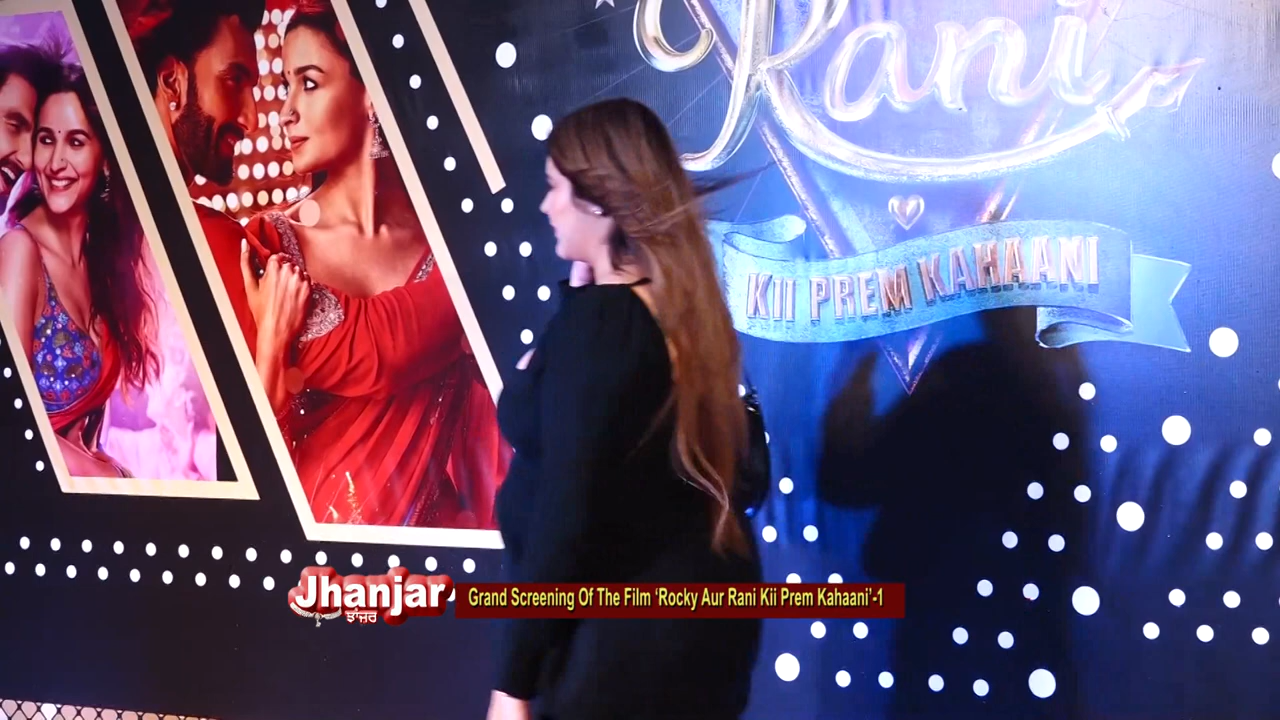 Rani
KII PREM KAHAANI
Jhanjar
ਝਾਂਜਰ
Grand Screening Of The Film ‘Rocky Aur Rani Kii Prem Kahaani’-1